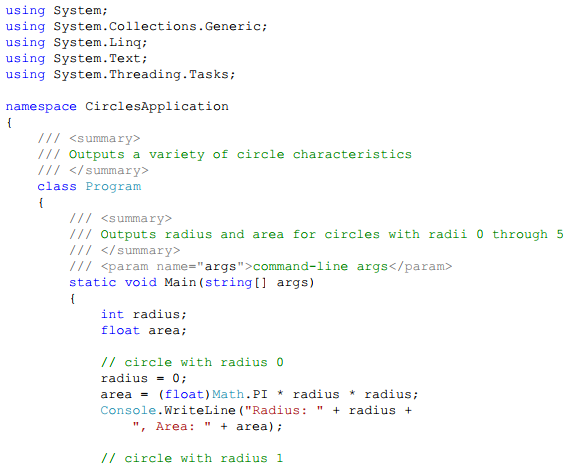 using System;
using System.Collections.Generic;
using System.Linq;
using System.Text;
using System.Threading.Tasks;

namespace CirclesApplication
{
    /// <summary>
    /// Outputs a variety of circle characteristics
    /// </summary>
    class Program
    {
        /// <summary>
        /// Outputs radius and area for circles with radii 0 through 5
        /// </summary>
        /// <param name="args">command-line args</param>
        static void Main(string[] args)
        {
            int radius;
            float area;

            // circle with radius 0
            radius = 0;
            area = (float)Math.PI * radius * radius;
            Console.WriteLine("Radius: " + radius +
                ", Area: " + area);

            // circle with radius 1